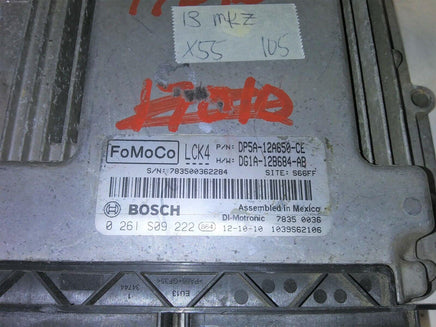 13 MKZ
X55 105
FoMoCo LCK4 P/N: DP5A-12A650-CE
H/W: DG1A-12B684-AB
S/N: 783500362284 SITE: S66FF
BOSCH Assembled in Mexico
DI-Motronic 7835 0036
0 261 S09 222 12-10-10 1039S62106